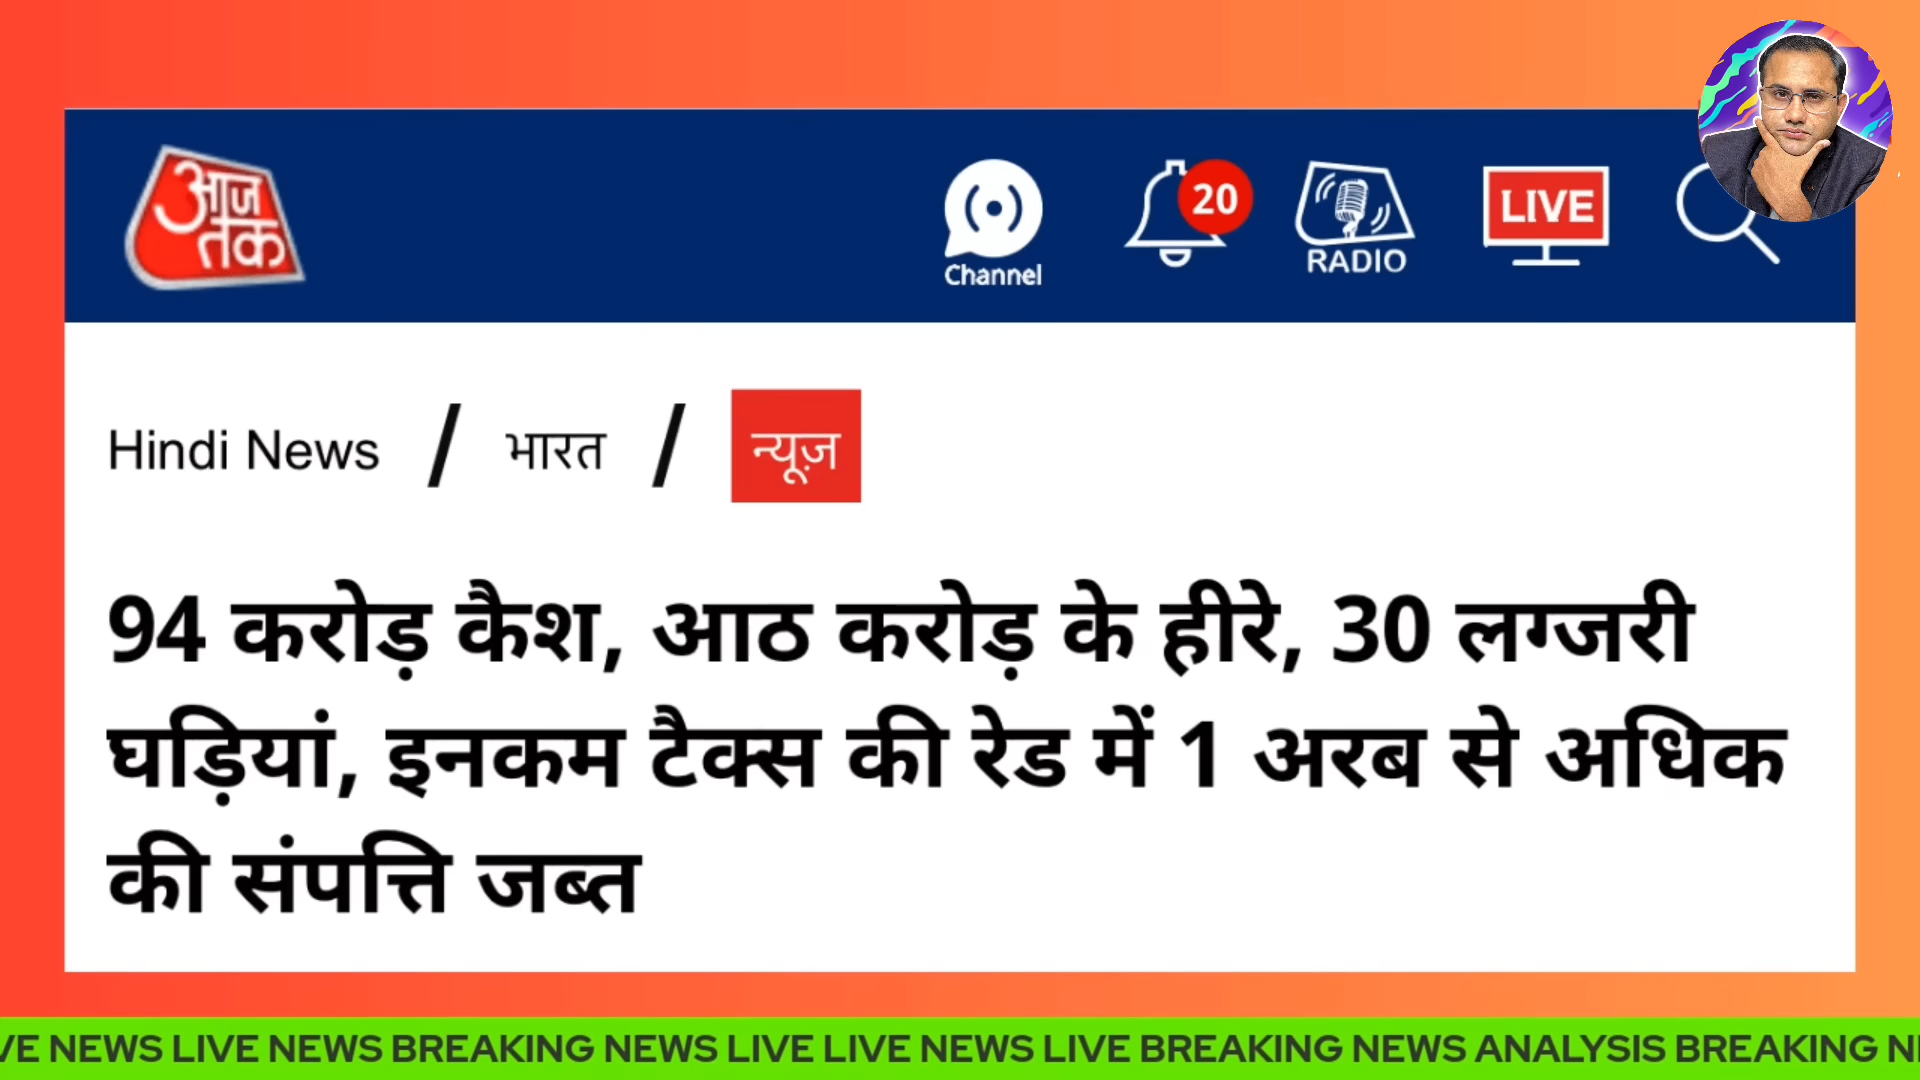 आज
तक
Channel
20
RADIO
LIVE
Hindi News / भारत / न्यूज़
94 करोड़ कैश, आठ करोड़ के हीरे, 30 लग्जरी
घड़ियां, इनकम टैक्स की रेड में 1 अरब से अधिक
की संपत्ति जब्त
VE NEWS LIVE NEWS BREAKING NEWS LIVE LIVE NEWS LIVE BREAKING NEWS ANALYSIS BREAKING N